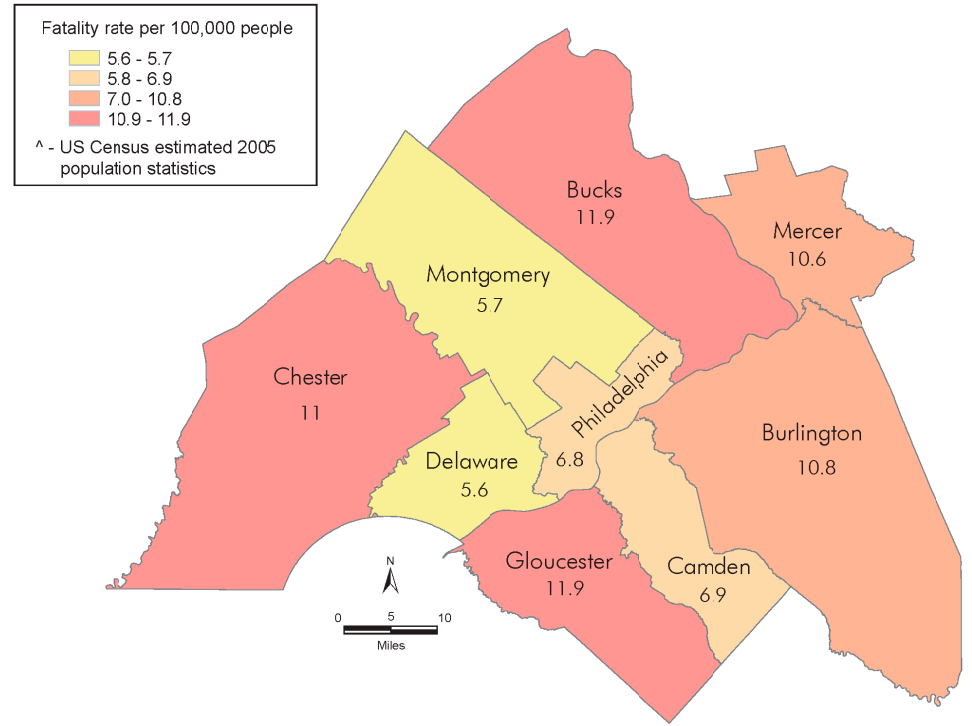 Fatality rate per 100,000 people
5.6 - 5.7
5.8 - 6.9
7.0 - 10.8
10.9 - 11.9
^ - US Census estimated 2005
population statistics
Bucks
11.9
Mercer
10.6
Montgomery
5.7
Chester
11
Philadelphia
6.8
Burlington
10.8
Delaware
5.6
Gloucester
11.9
Camden
6.9
N
0 5 10
Miles